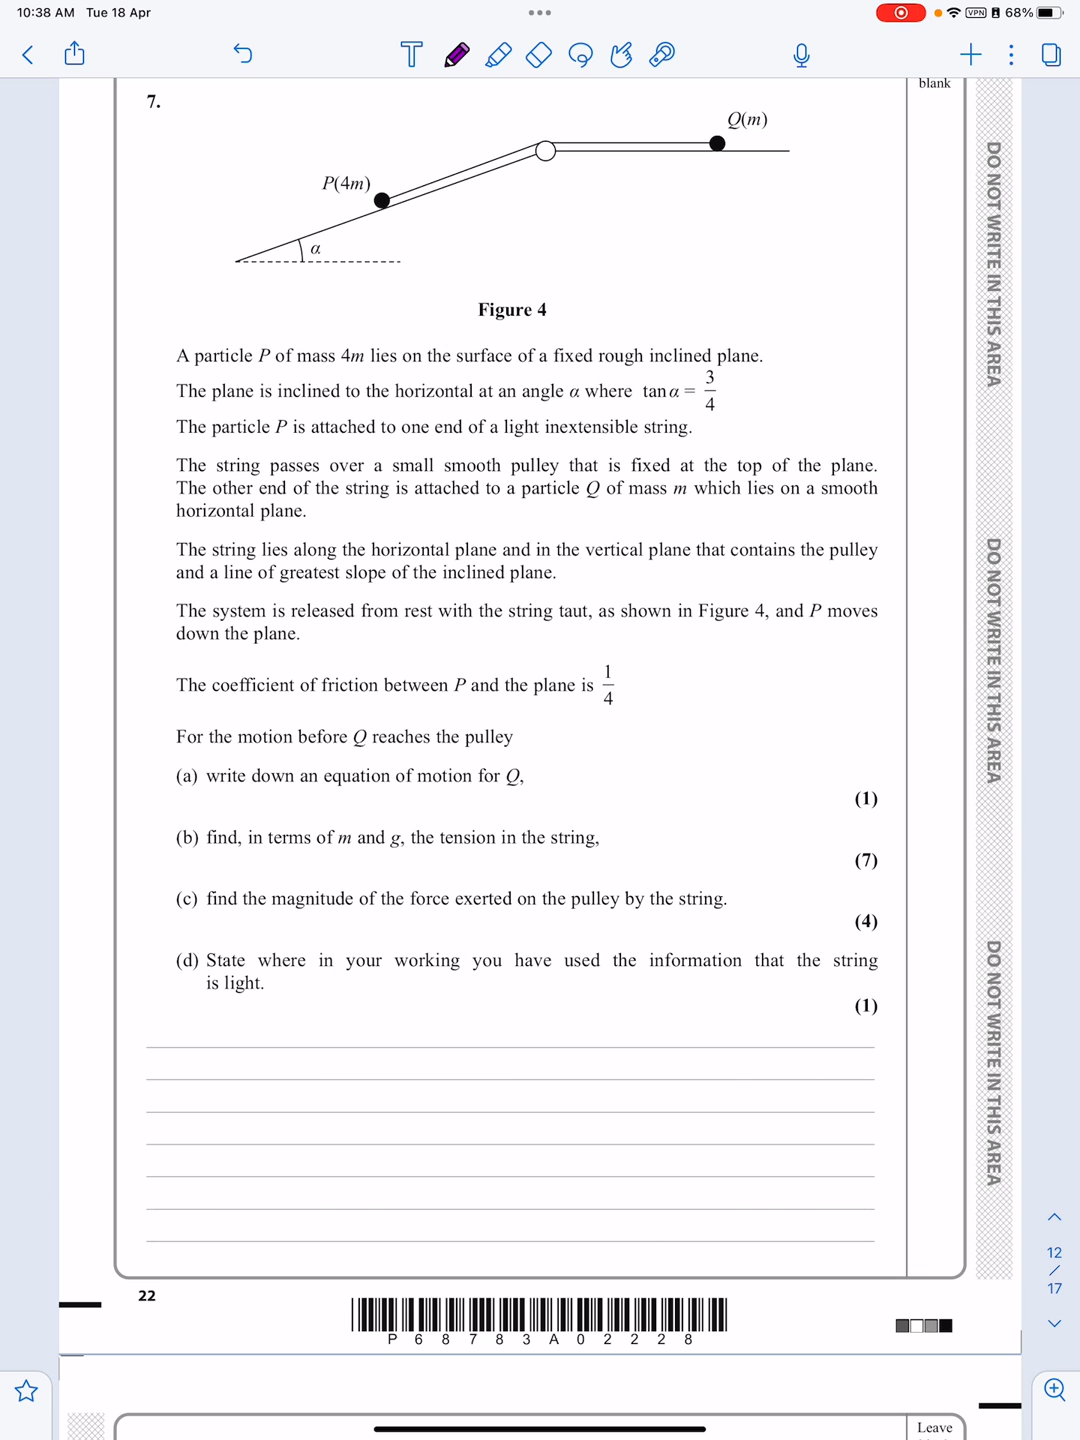 10:38 AM Tue 18 Apr
VPN
68%
T
blank
7.
Q(m)
P(4m)
α
Figure 4
A particle P of mass 4m lies on the surface of a fixed rough inclined plane.
The plane is inclined to the horizontal at an angle α where tan α = 3/4
The particle P is attached to one end of a light inextensible string.
The string passes over a small smooth pulley that is fixed at the top of the plane.
The other end of the string is attached to a particle Q of mass m which lies on a smooth
horizontal plane.
The string lies along the horizontal plane and in the vertical plane that contains the pulley
and a line of greatest slope of the inclined plane.
The system is released from rest with the string taut, as shown in Figure 4, and P moves
down the plane.
The coefficient of friction between P and the plane is 1/4
For the motion before Q reaches the pulley
(a) write down an equation of motion for Q,
(1)
(b) find, in terms of m and g, the tension in the string,
(7)
(c) find the magnitude of the force exerted on the pulley by the string.
(4)
(d) State where in your working you have used the information that the string
is light.
(1)
DO NOT WRITE IN THIS AREA
DO NOT WRITE IN THIS AREA
DO NOT WRITE IN THIS AREA
12
/
17
22
P 6 8 7 8 3 A 0 2 2 2 8
Leave